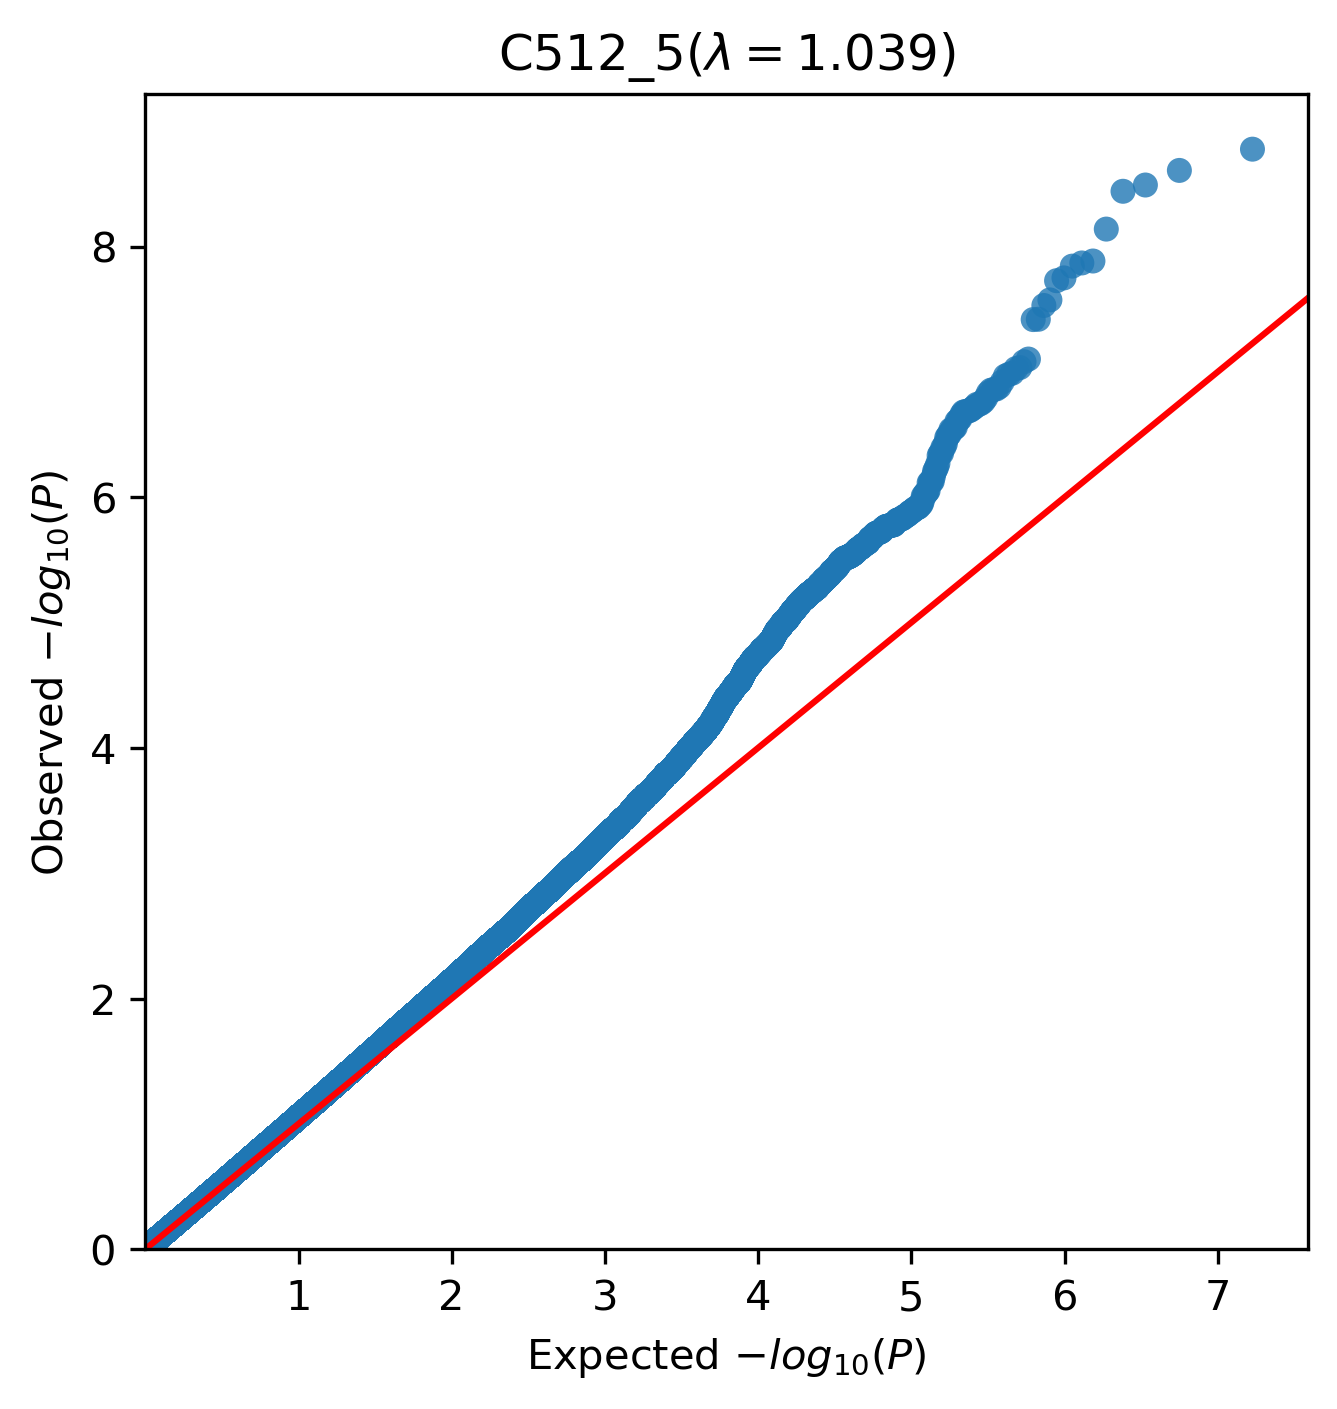 C512_5(λ = 1.039)
8
6
4
2
0
Observed −log₁₀(P)
1 2 3 4 5 6 7
Expected −log₁₀(P)